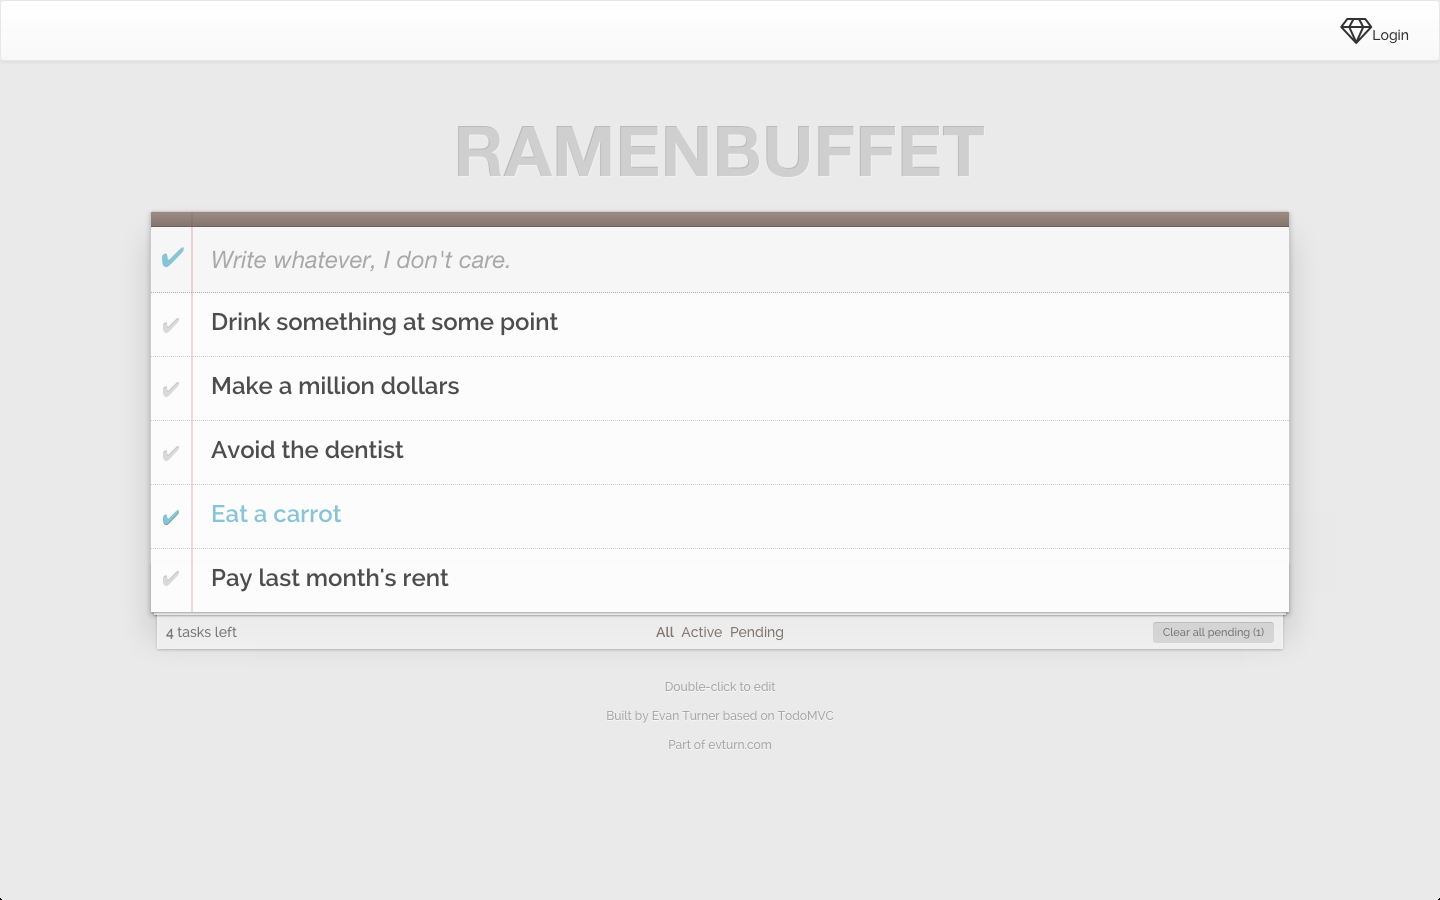 Login
RAMENBUFFET
Write whatever, I don't care.
Drink something at some point
Make a million dollars
Avoid the dentist
Eat a carrot
Pay last month's rent
4 tasks left
All Active Pending
Clear all pending (1)
Double-click to edit
Built by Evan Turner based on TodoMVC
Part of evturn.com